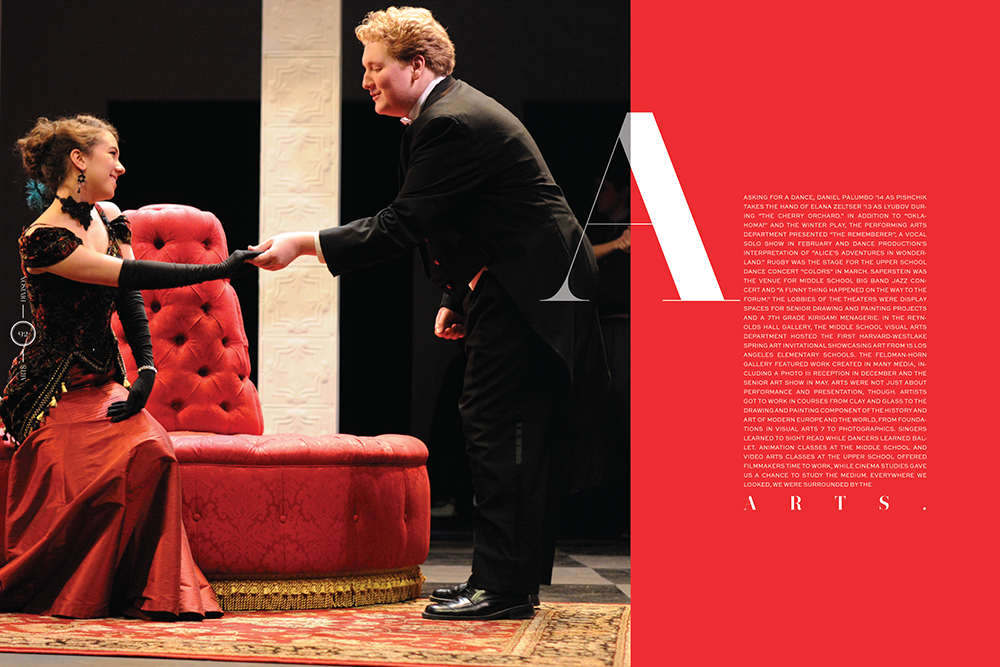 A
ASKING FOR A DANCE, DANIEL PALUMBO '14 AS PISHCHIK
TAKES THE HAND OF ELANA ZELTSER '13 AS LYUBOV DUR-
ING "THE CHERRY ORCHARD." IN ADDITION TO "OKLA-
HOMA!" AND THE WINTER PLAY, THE PERFORMING ARTS
DEPARTMENT PRESENTED "THE REMEMBERER", A VOCAL
SOLO SHOW IN FEBRUARY AND DANCE PRODUCTION'S
INTERPRETATION OF "ALICE'S ADVENTURES IN WONDER-
LAND." RUGBY WAS THE STAGE FOR THE UPPER SCHOOL
DANCE CONCERT "COLORS" IN MARCH. SAPERSTEIN WAS
THE VENUE FOR MIDDLE SCHOOL BIG BAND JAZZ CON-
CERT AND "A FUNNY THING HAPPENED ON THE WAY TO THE
FORUM." THE LOBBIES OF THE THEATERS WERE DISPLAY
SPACES FOR SENIOR DRAWING AND PAINTING PROJECTS
AND A 7TH GRADE KIRIGAMI MENAGERIE. IN THE REYN-
OLDS HALL GALLERY, THE MIDDLE SCHOOL VISUAL ARTS
DEPARTMENT HOSTED THE FIRST HARVARD-WESTLAKE
SPRING ART INVITATIONAL SHOWCASING ART FROM 15 LOS
ANGELES ELEMENTARY SCHOOLS. THE FELDMAN-HORN
GALLERY FEATURED WORK CREATED IN MANY MEDIA, IN-
CLUDING A PHOTO III RECEPTION IN DECEMBER AND THE
SENIOR ART SHOW IN MAY. ARTS WERE NOT JUST ABOUT
PERFORMANCE AND PRESENTATION, THOUGH. ARTISTS
GOT TO WORK IN COURSES FROM CLAY AND GLASS TO THE
DRAWING AND PAINTING COMPONENT OF THE HISTORY AND
ART OF MODERN EUROPE AND THE WORLD, FROM FOUNDA-
TIONS IN VISUAL ARTS 7 TO PHOTOGRAPHICS. SINGERS
LEARNED TO SIGHT READ WHILE DANCERS LEARNED BAL-
LET. ANIMATION CLASSES AT THE MIDDLE SCHOOL AND
VIDEO ARTS CLASSES AT THE UPPER SCHOOL OFFERED
FILMMAKERS TIME TO WORK, WHILE CINEMA STUDIES GAVE
US A CHANCE TO STUDY THE MEDIUM. EVERYWHERE WE
LOOKED, WE WERE SURROUNDED BY THE
ARTS.